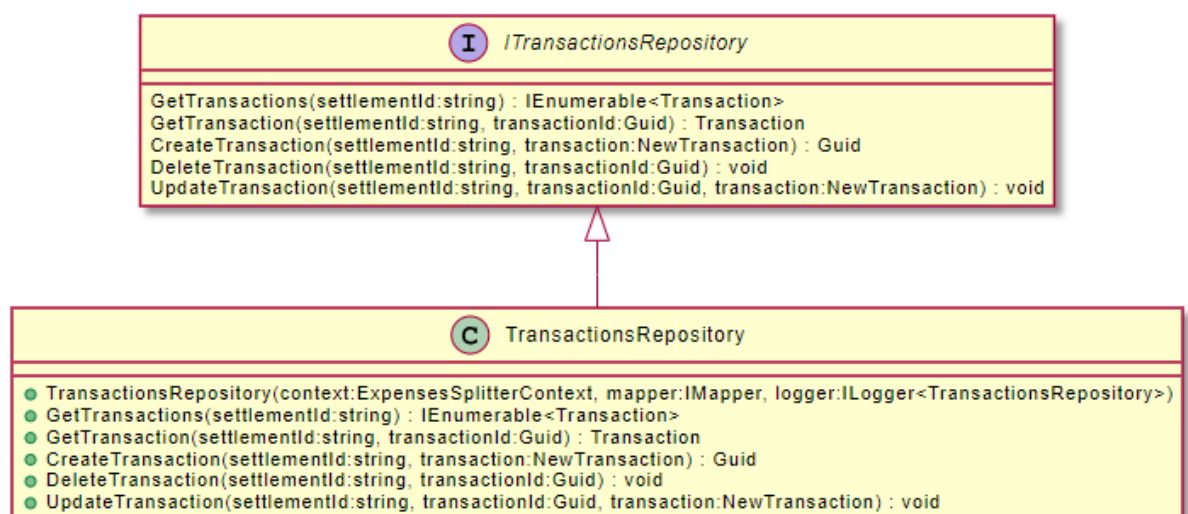 I ITransactionsRepository
GetTransactions(settlementId:string) : IEnumerable<Transaction>
GetTransaction(settlementId:string, transactionId:Guid) : Transaction
CreateTransaction(settlementId:string, transaction:NewTransaction) : Guid
DeleteTransaction(settlementId:string, transactionId:Guid) : void
UpdateTransaction(settlementId:string, transactionId:Guid, transaction:NewTransaction) : void
C TransactionsRepository
TransactionsRepository(context:ExpensesSplitterContext, mapper:IMapper, logger:ILogger<TransactionsRepository>)
GetTransactions(settlementId:string) : IEnumerable<Transaction>
GetTransaction(settlementId:string, transactionId:Guid) : Transaction
CreateTransaction(settlementId:string, transaction:NewTransaction) : Guid
DeleteTransaction(settlementId:string, transactionId:Guid) : void
UpdateTransaction(settlementId:string, transactionId:Guid, transaction:NewTransaction) : void